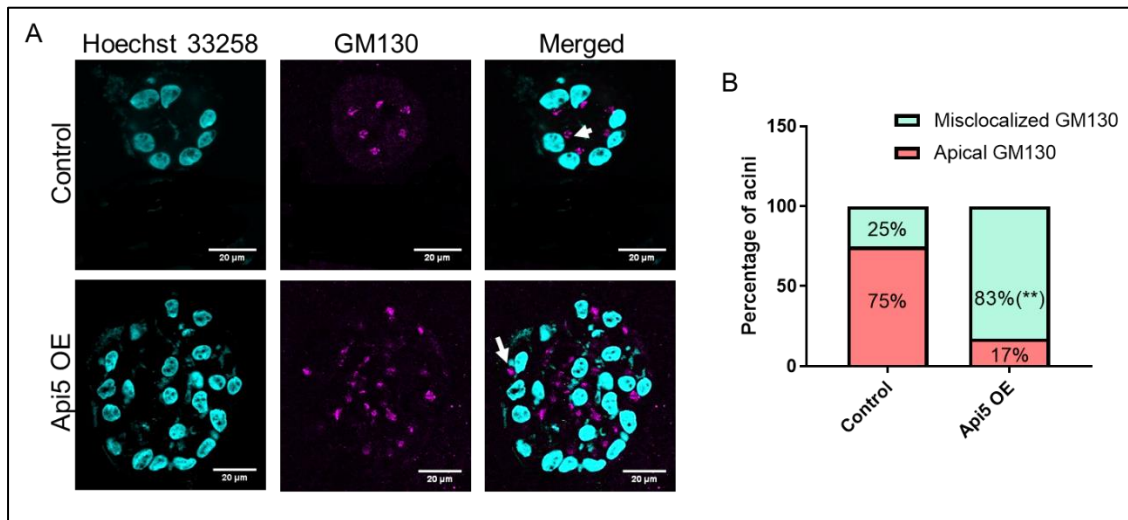 A
Hoechst 33258 GM130 Merged
Control
20 µm 20 µm 20 µm
Api5 OE
20 µm 20 µm 20 µm
B
Misclocalized GM130
Apical GM130
Percentage of acini
150
100
50
0
25%
75%
83%(**)
17%
Control
Api5 OE